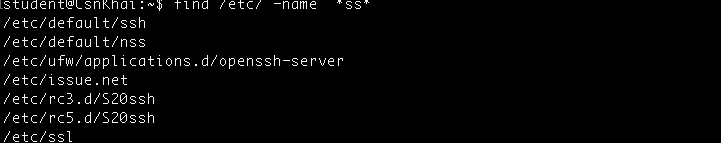 lstudent@CsnKhai:~$ find /etc/ -name *ss*
/etc/default/ssh
/etc/default/nss
/etc/ufw/applications.d/openssh-server
/etc/issue.net
/etc/rc3.d/S20ssh
/etc/rc5.d/S20ssh
/etc/ssl